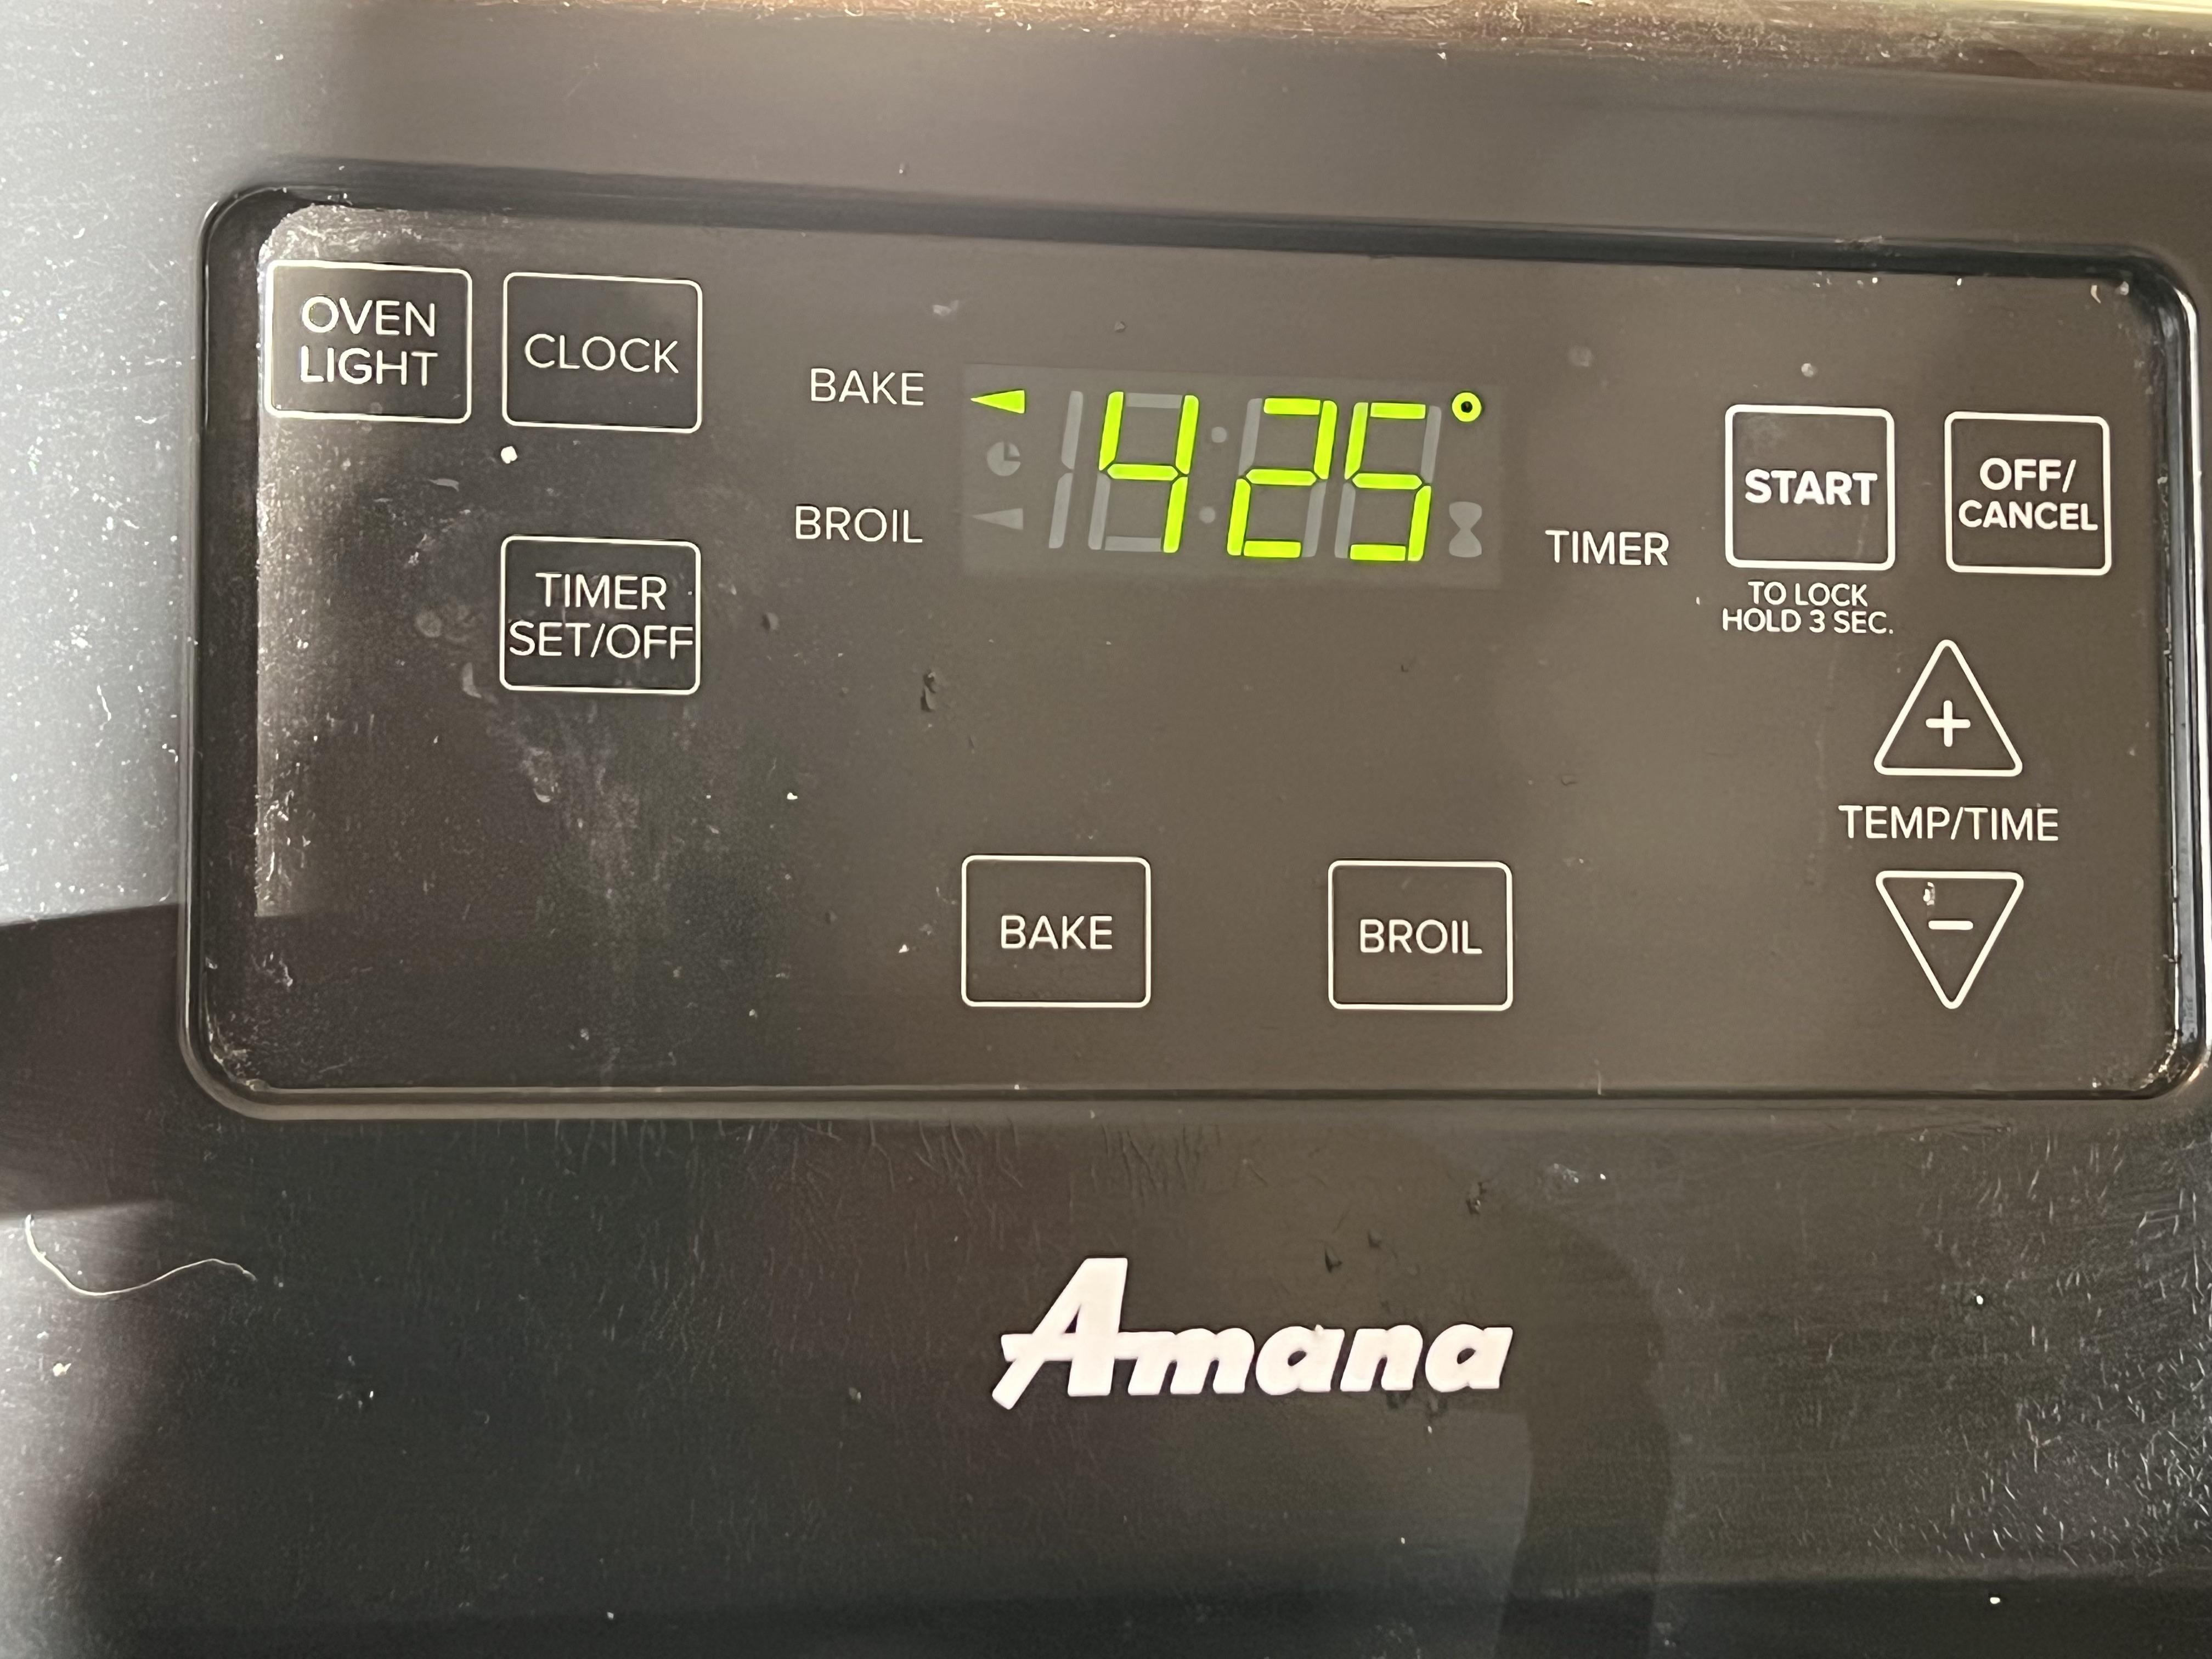 OVEN
LIGHT
CLOCK
TIMER
SET/OFF
BAKE
425°
BROIL
TIMER
START
TO LOCK
HOLD 3 SEC.
OFF/
CANCEL
+
TEMP/TIME
-
BAKE
BROIL
Amana